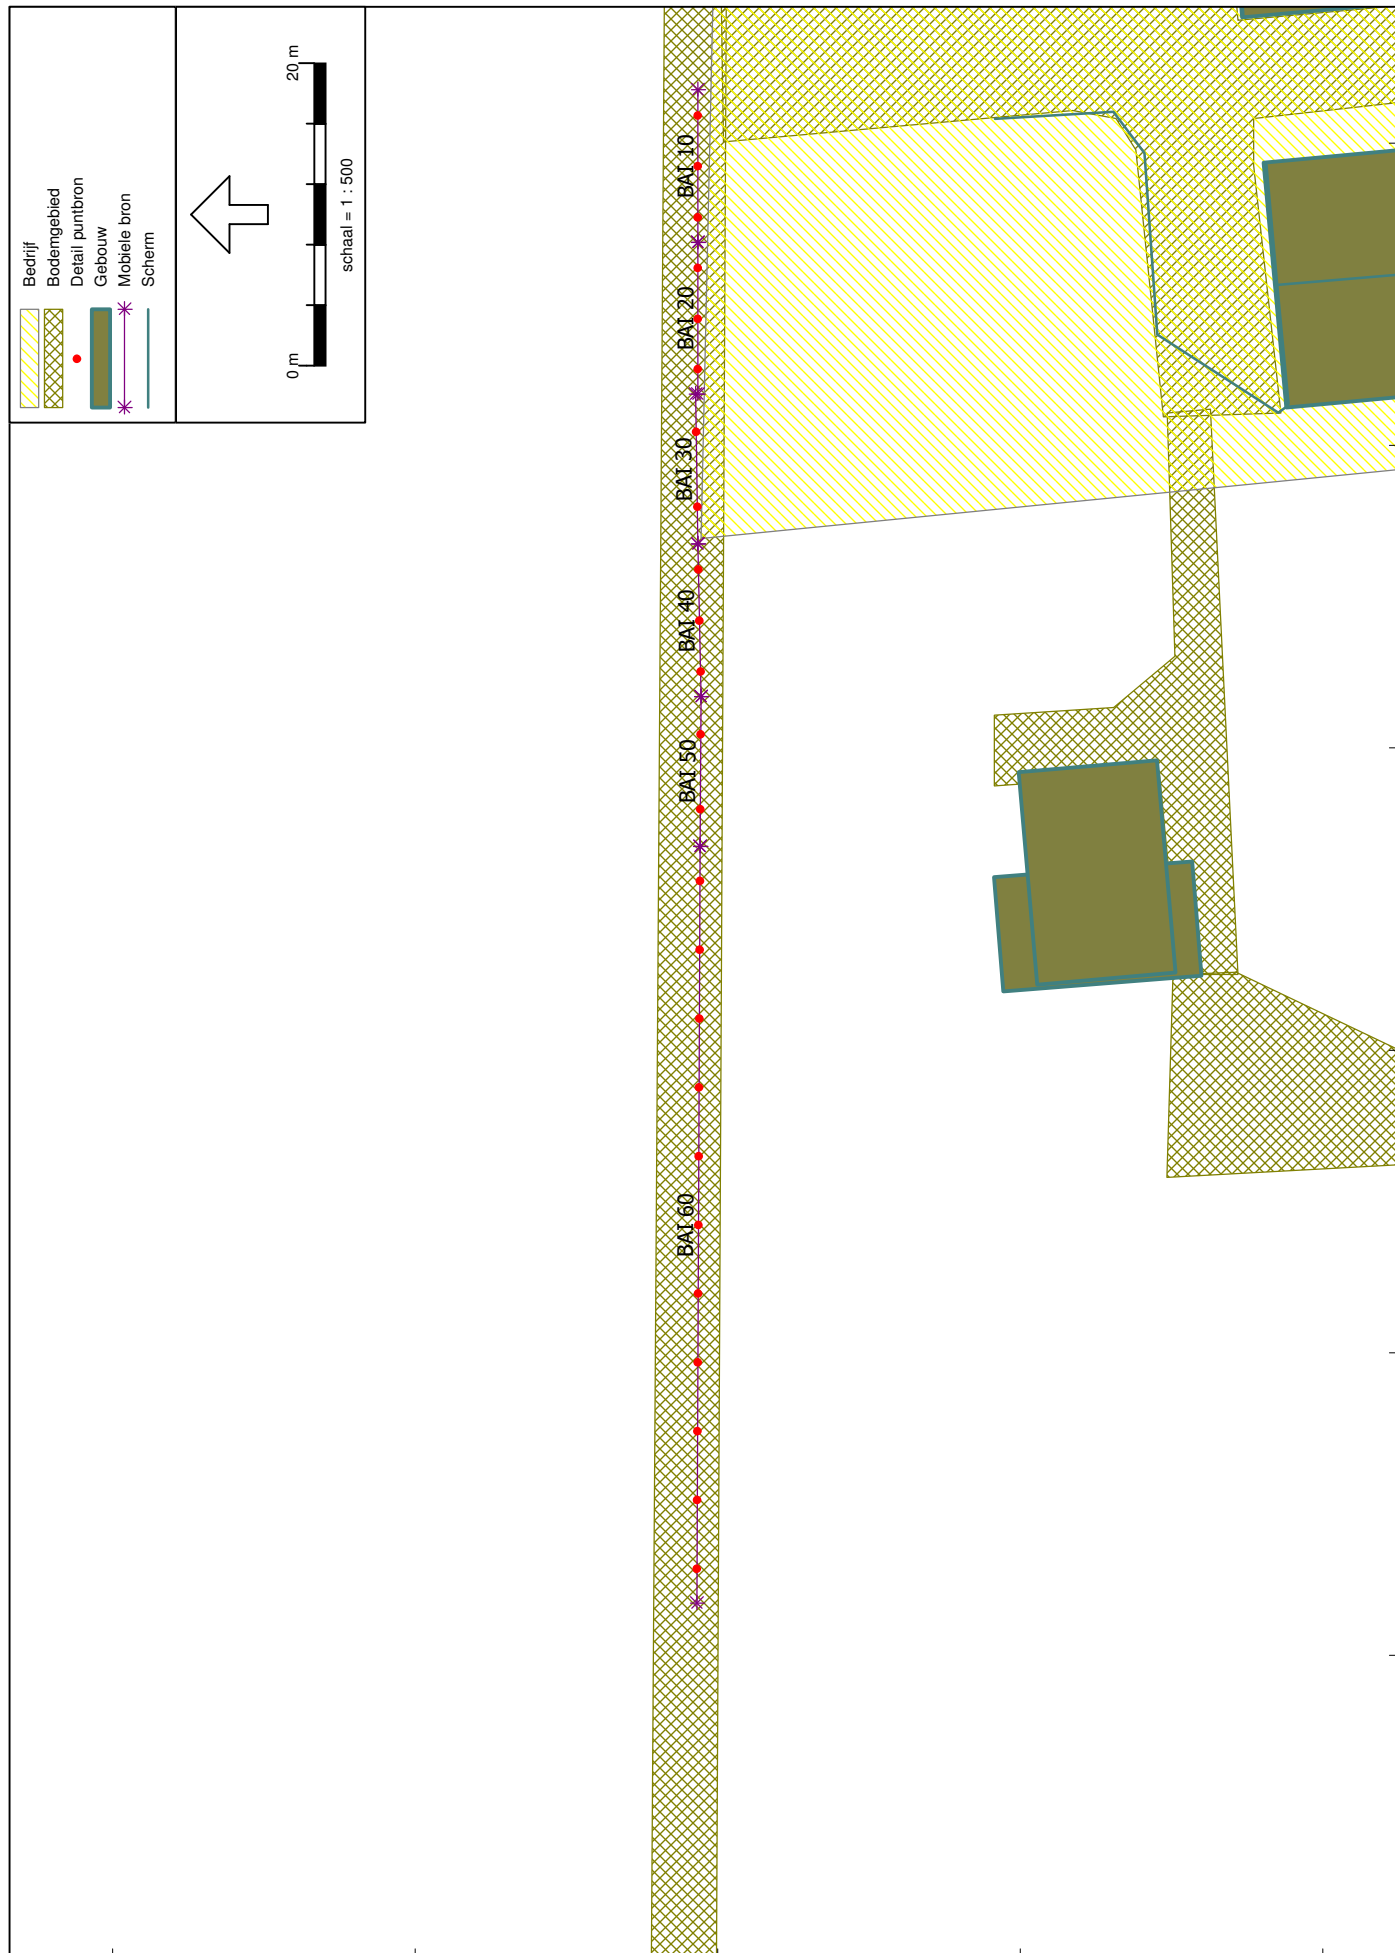 Bedrijf
Bodemgebied
Detail puntbron
Gebouw
Mobiele bron
Scherm
0 m
20 m
schaal = 1 : 500
BAI 10
BAI 20
BAI 30
BAI 40
BAI 50
BAI 60